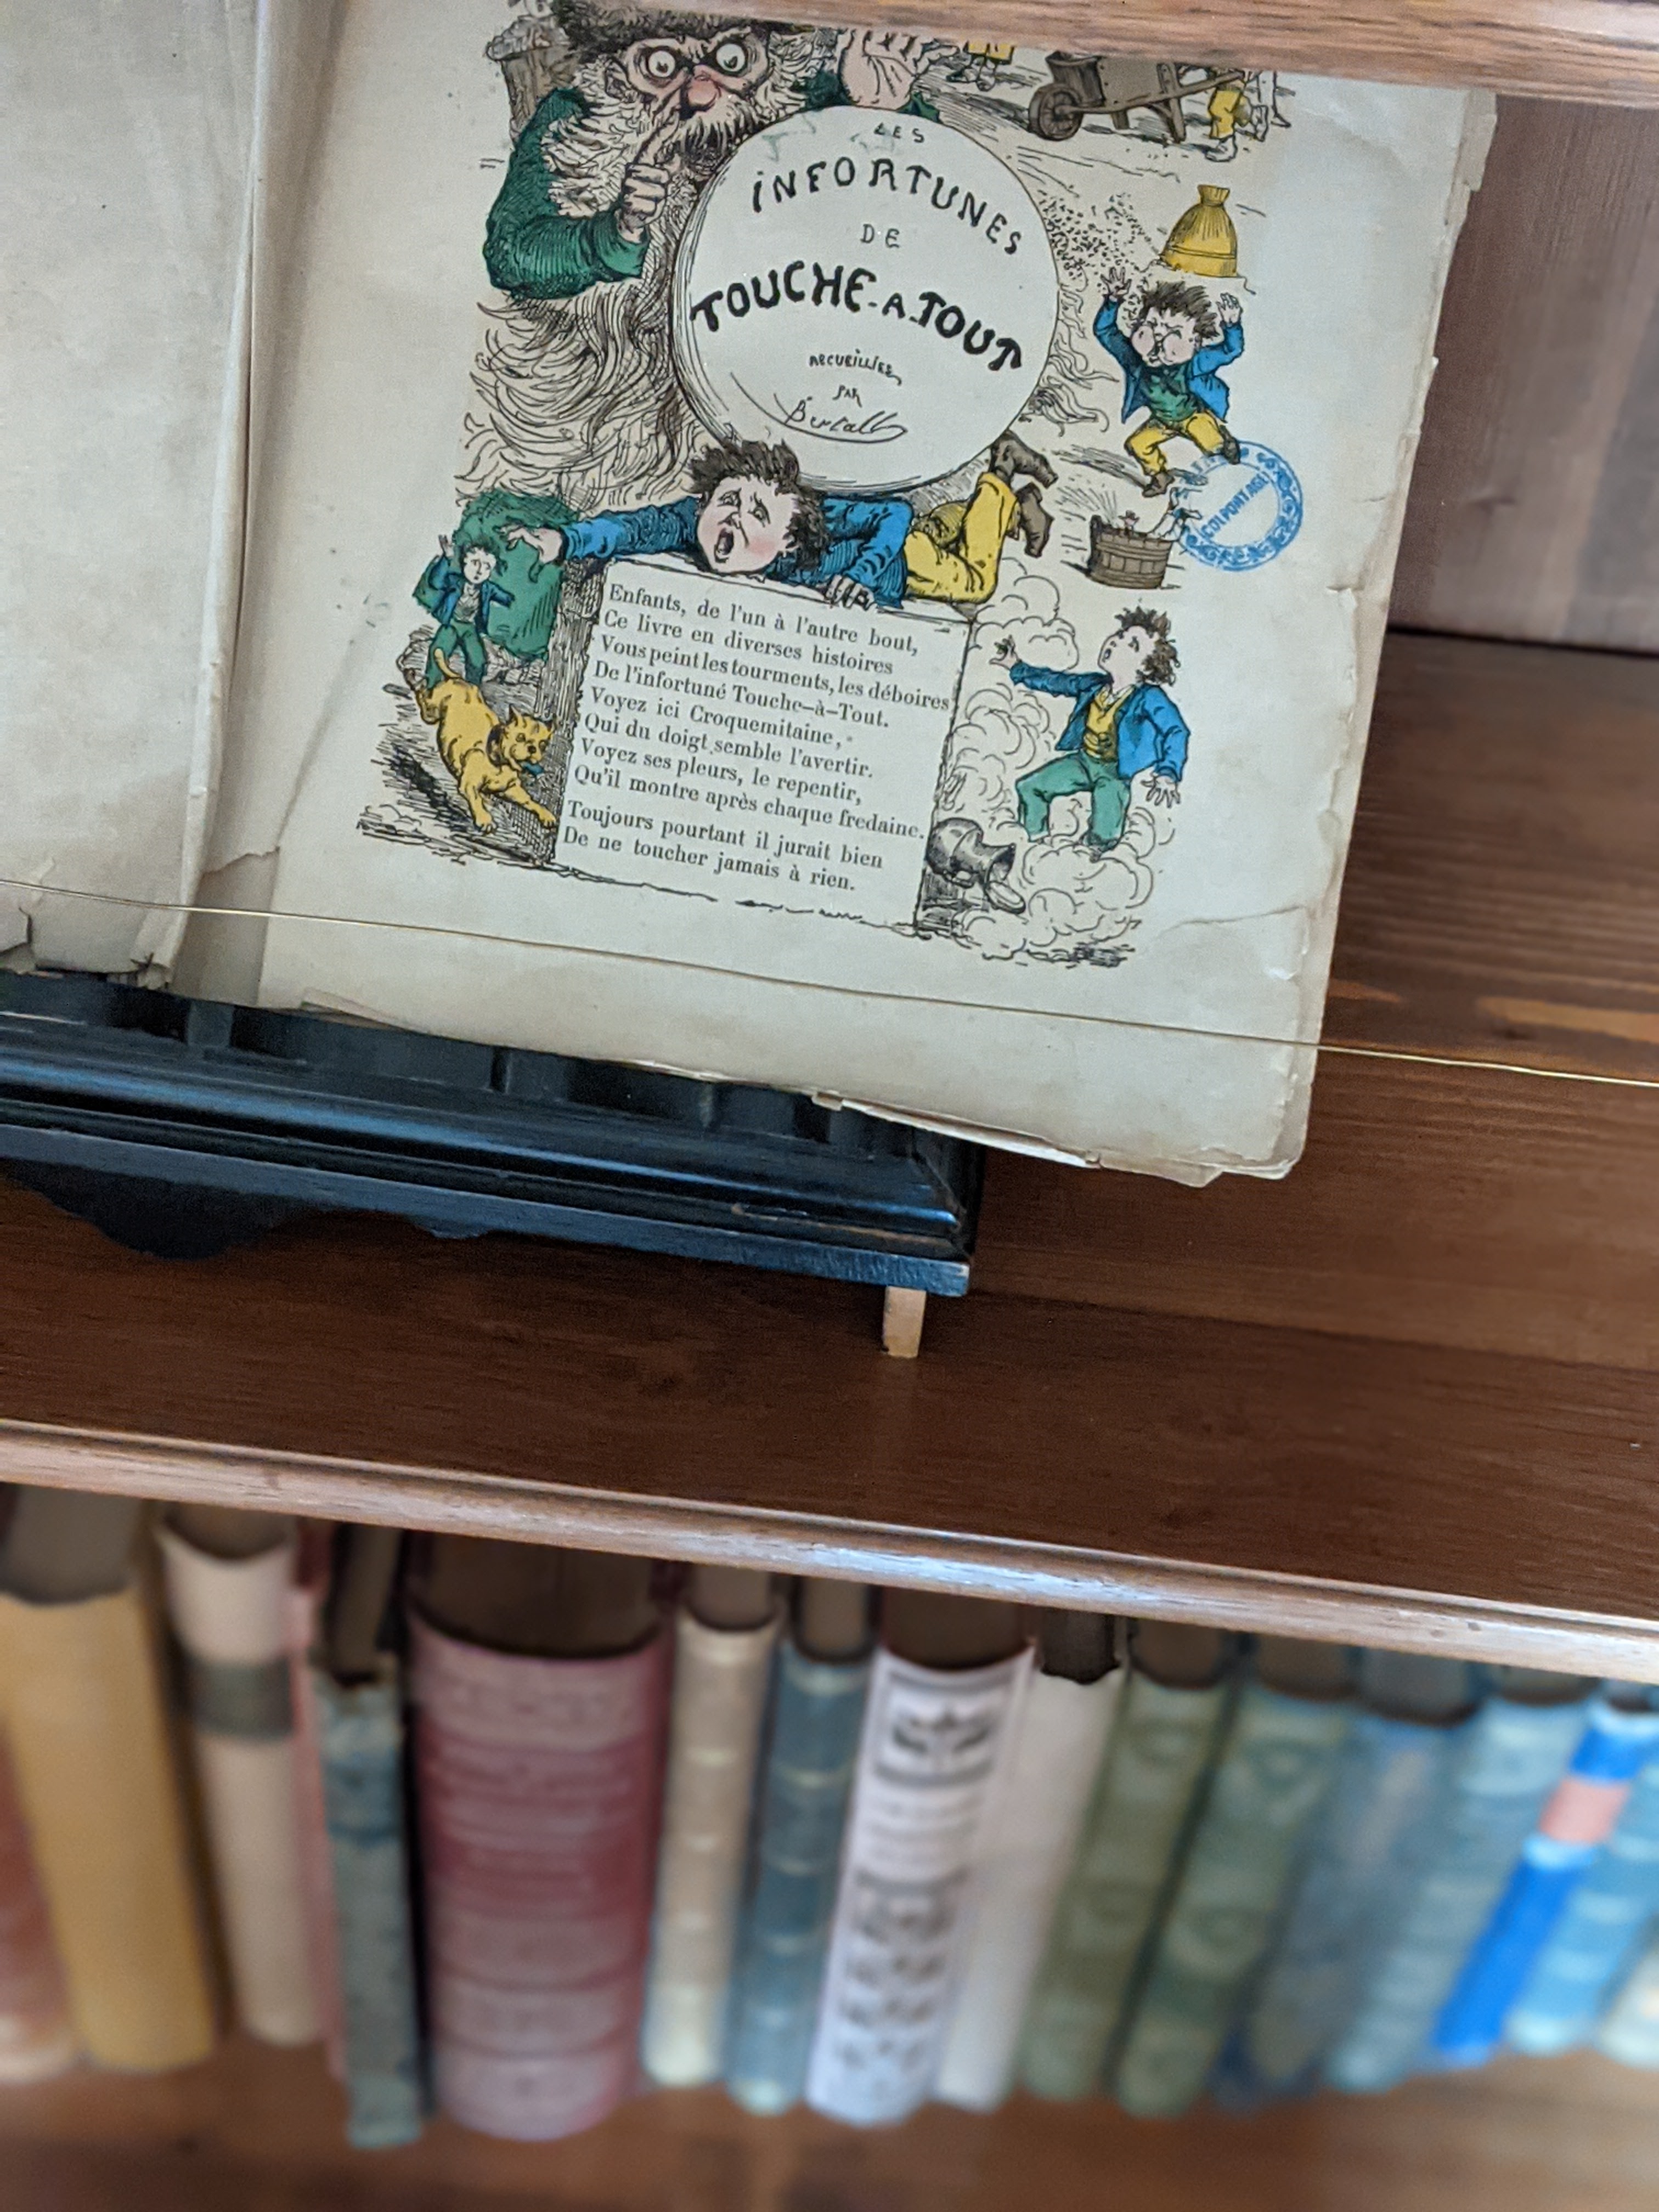 LES
INFORTUNES
DE
TOUCHE-A-TOUT
RECUEILLIES
PAR
Bertall
COLPORTAGE
Enfants, de l'un à l'autre bout,
Ce livre en diverses histoires
Vous peint les tourments, les déboires
De l'infortuné Touche-à-Tout.
Voyez ici Croquemitaine,
Qui du doigt semble l'avertir.
Voyez ses pleurs, le repentir,
Qu'il montre après chaque fredaine.
Toujours pourtant il jurait bien
De ne toucher jamais à rien.